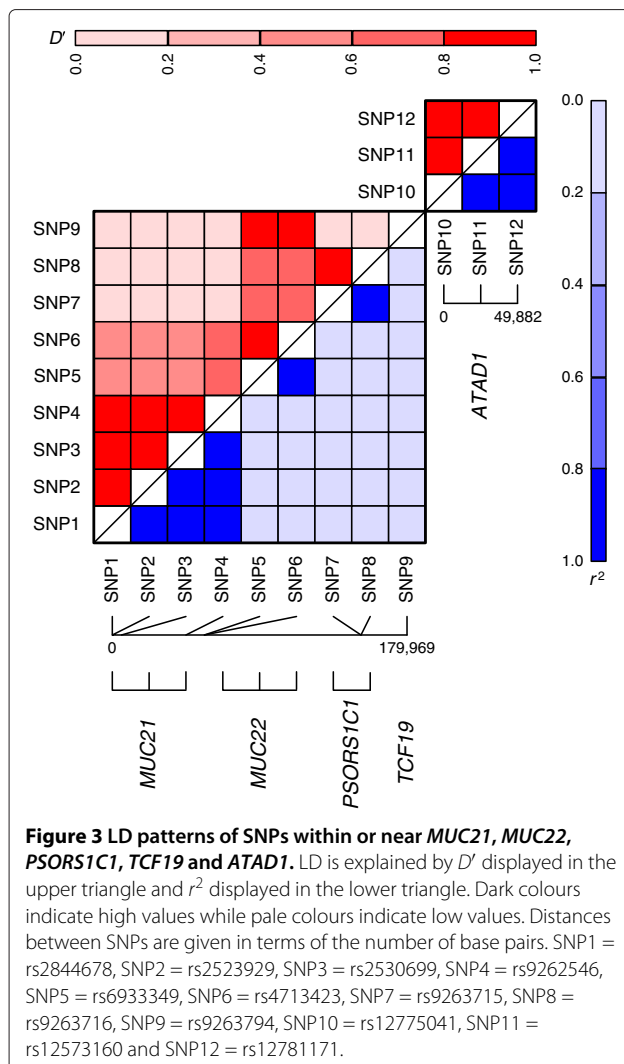 D′
0.0 0.2 0.4 0.6 0.8 1.0
SNP12
SNP11
SNP10
SNP10 SNP11 SNP12
0 49,882
ATAD1
0.0
0.2
0.4
0.6
0.8
1.0
r²
SNP9
SNP8
SNP7
SNP6
SNP5
SNP4
SNP3
SNP2
SNP1
SNP1 SNP2 SNP3 SNP4 SNP5 SNP6 SNP7 SNP8 SNP9
0 179,969
MUC21 MUC22 PSORS1C1 TCF19
Figure 3 LD patterns of SNPs within or near MUC21, MUC22,
PSORS1C1, TCF19 and ATAD1. LD is explained by D′ displayed in the
upper triangle and r² displayed in the lower triangle. Dark colours
indicate high values while pale colours indicate low values. Distances
between SNPs are given in terms of the number of base pairs. SNP1 =
rs2844678, SNP2 = rs2523929, SNP3 = rs2530699, SNP4 = rs9262546,
SNP5 = rs6933349, SNP6 = rs4713423, SNP7 = rs9263715, SNP8 =
rs9263716, SNP9 = rs9263794, SNP10 = rs12775041, SNP11 =
rs12573160 and SNP12 = rs12781171.